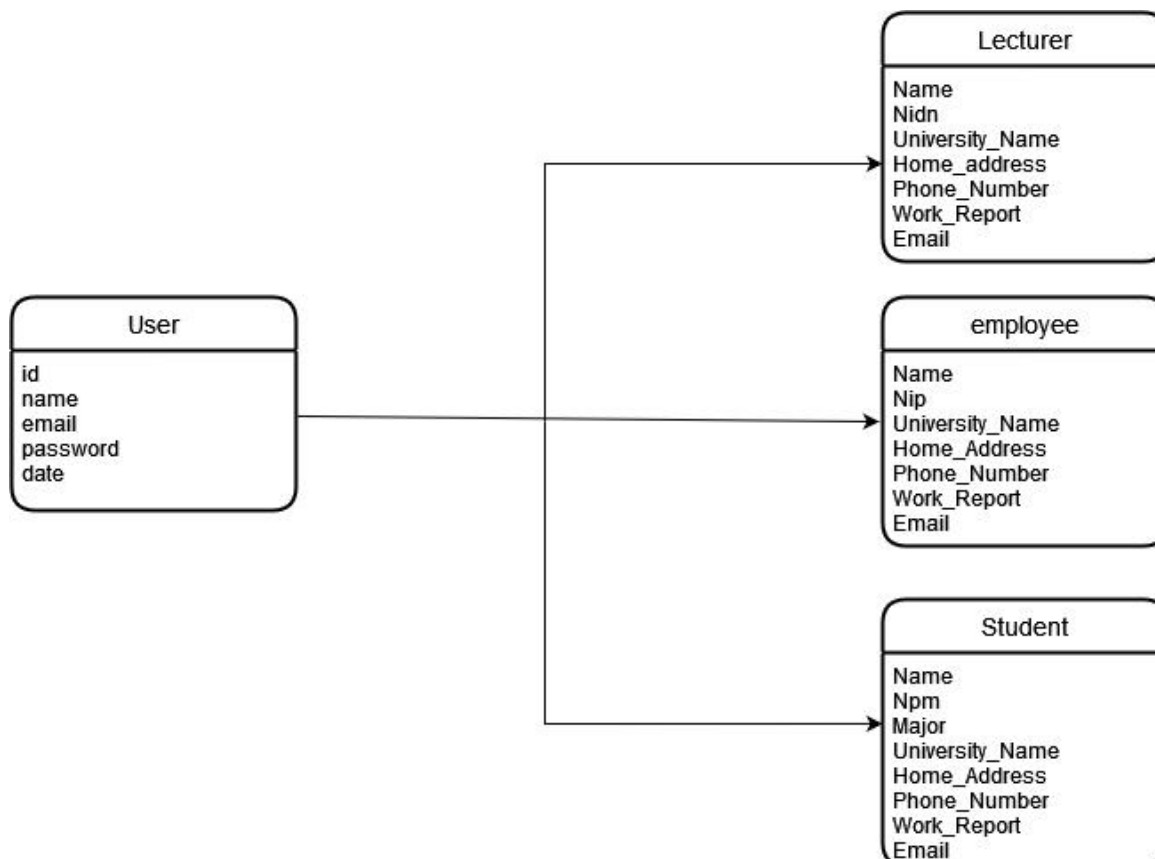 Lecturer
Name
Nidn
University_Name
Home_address
Phone_Number
Work_Report
Email
User
id
name
email
password
date
employee
Name
Nip
University_Name
Home_Address
Phone_Number
Work_Report
Email
Student
Name
Npm
Major
University_Name
Home_Address
Phone_Number
Work_Report
Email